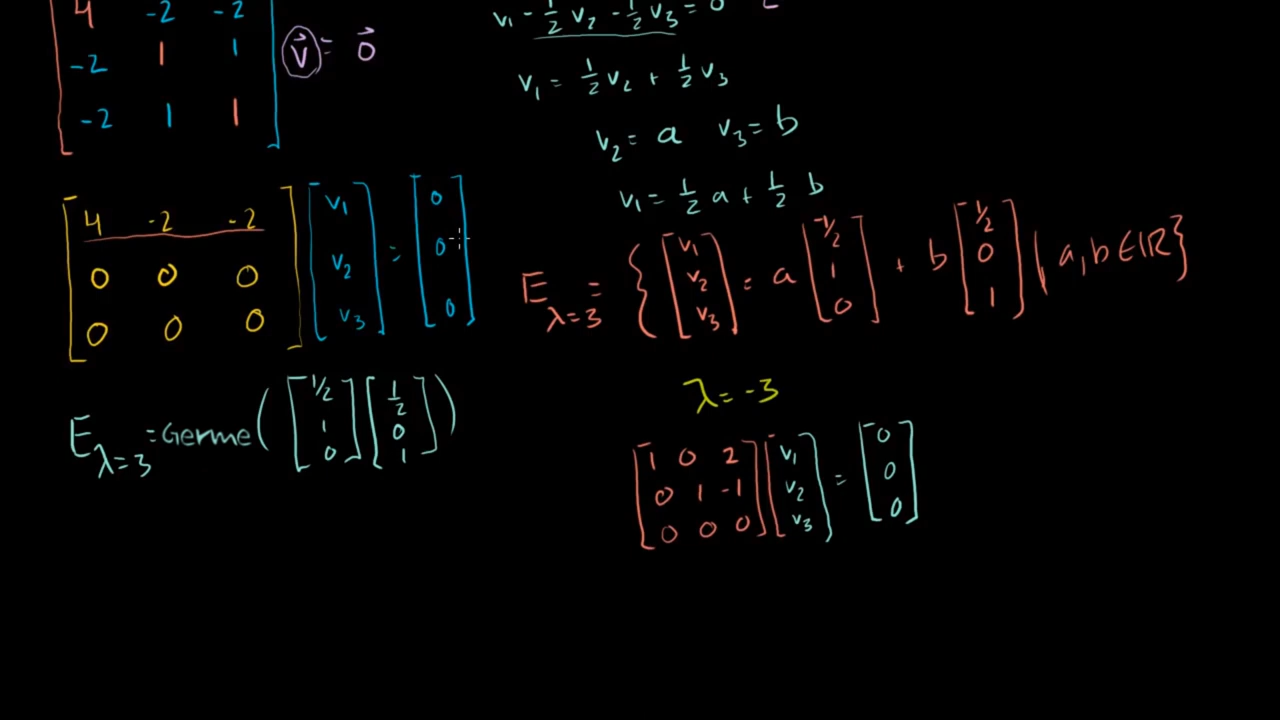 4 -2 -2
-2 1 1
-2 1 1
v⃗ = 0⃗
v₁ - 1/2 v₂ - 1/2 v₃ = 0
v₁ = 1/2 v₂ + 1/2 v₃
v₂ = a v₃ = b
v₁ = 1/2 a + 1/2 b
[4 -2 -2
0 0 0
0 0 0] [v₁
v₂
v₃] = [0
0
0]
E λ=3 = { [v₁
v₂
v₃] = a [-1/2
1
0] + b [1/2
0
1] | a,b ∈ ℝ }
E λ=3 = Germe ( [1/2
1
0] [1/2
0
1] )
λ = -3
[1 0 2
0 1 -1
0 0 0] [v₁
v₂
v₃] = [0
0
0]